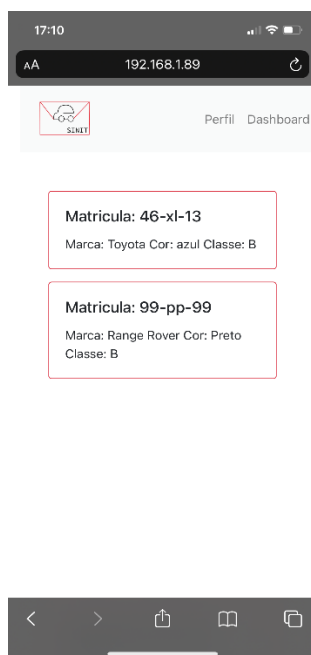 17:10
AA
192.168.1.89
SINIT
Perfil Dashboard
Matricula: 46-xl-13
Marca: Toyota Cor: azul Classe: B
Matricula: 99-pp-99
Marca: Range Rover Cor: Preto
Classe: B